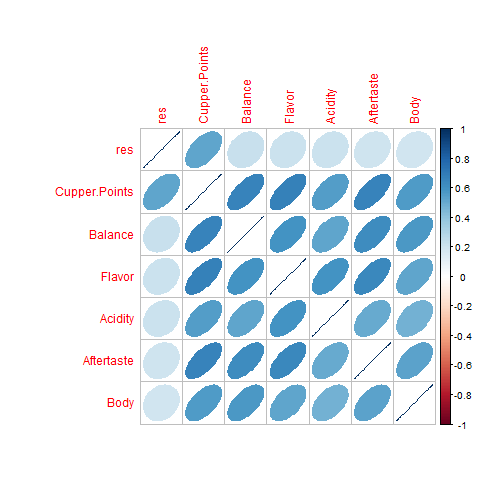 res
Cupper.Points
Balance
Flavor
Acidity
Aftertaste
Body
res
Cupper.Points
Balance
Flavor
Acidity
Aftertaste
Body
1
0.8
0.6
0.4
0.2
0
-0.2
-0.4
-0.6
-0.8
-1